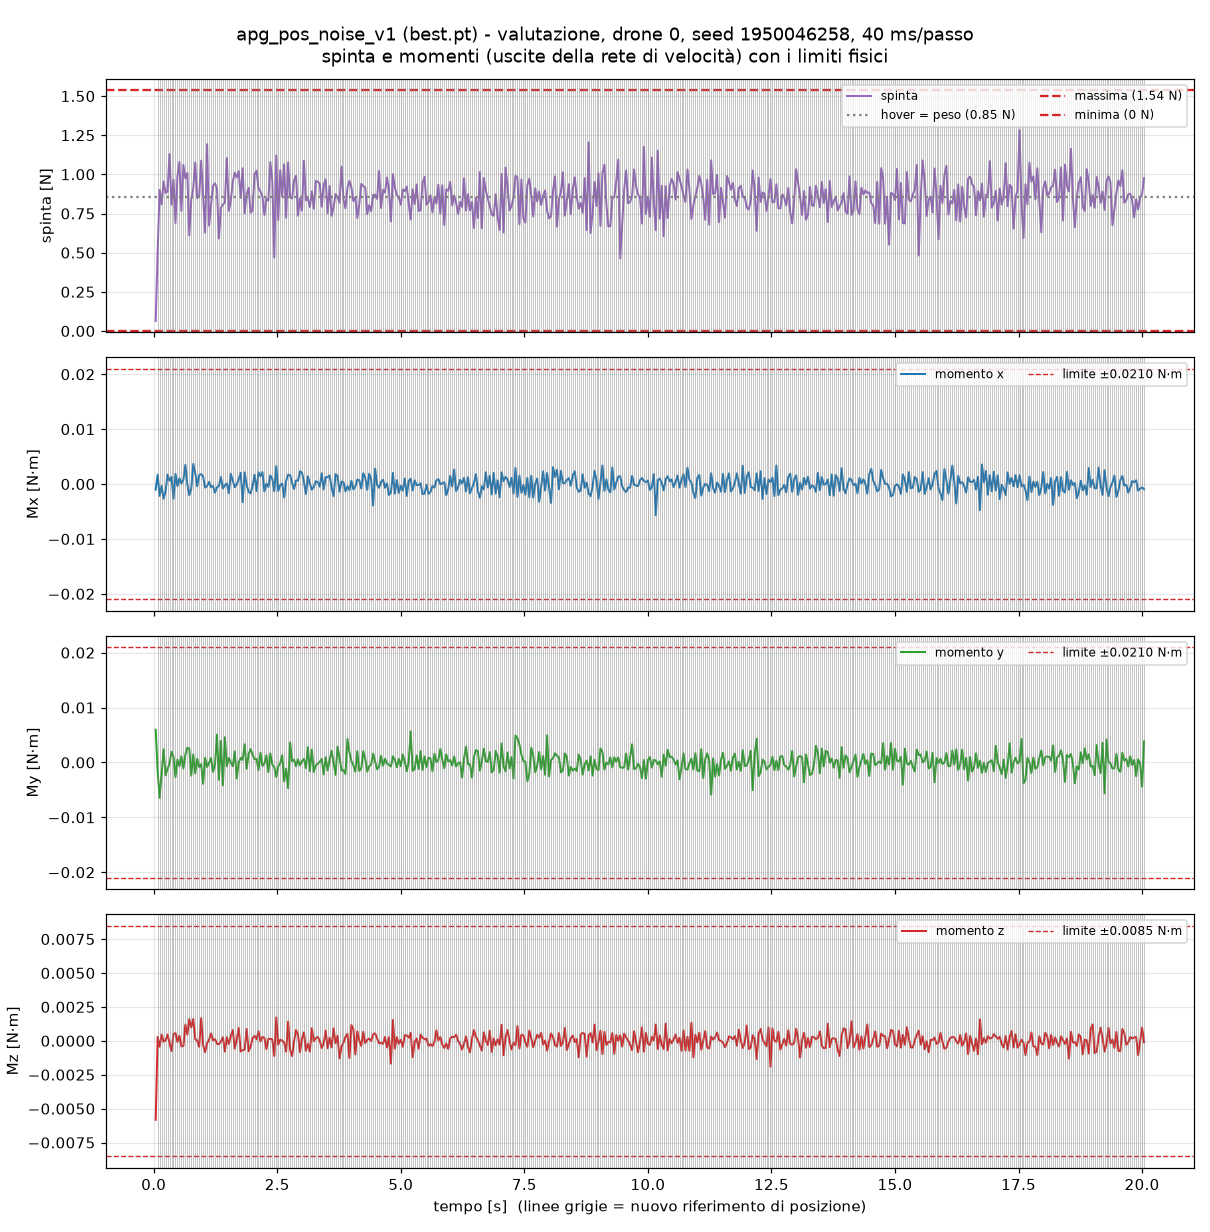 apg_pos_noise_v1 (best.pt) - valutazione, drone 0, seed 1950046258, 40 ms/passo
spinta e momenti (uscite della rete di velocità) con i limiti fisici
spinta [N]
1.50
1.25
1.00
0.75
0.50
0.25
0.00
spinta
hover = peso (0.85 N)
massima (1.54 N)
minima (0 N)
Mx [N·m]
0.02
0.01
0.00
−0.01
−0.02
momento x
limite ±0.0210 N·m
My [N·m]
0.02
0.01
0.00
−0.01
−0.02
momento y
limite ±0.0210 N·m
Mz [N·m]
0.0075
0.0050
0.0025
0.0000
−0.0025
−0.0050
−0.0075
momento z
limite ±0.0085 N·m
0.0 2.5 5.0 7.5 10.0 12.5 15.0 17.5 20.0
tempo [s]  (linee grigie = nuovo riferimento di posizione)